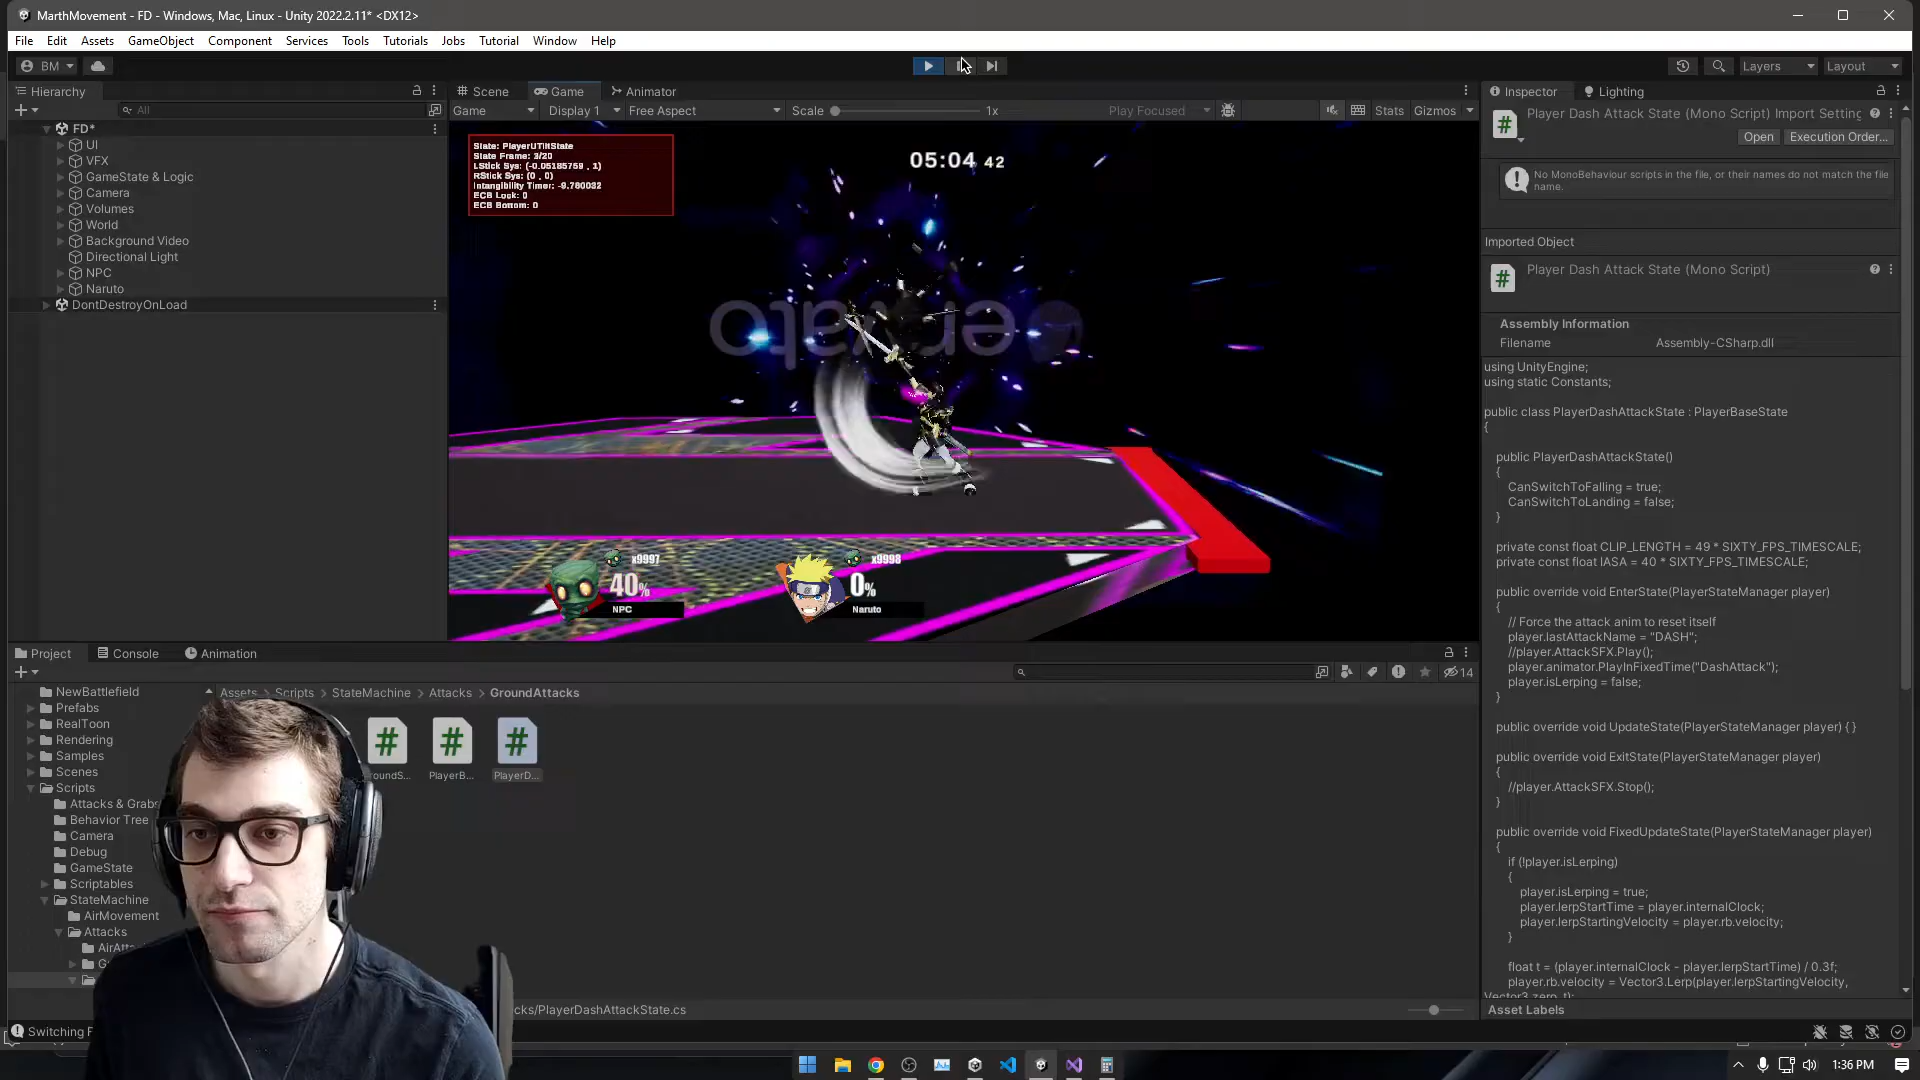 MarthMovement - FD - Windows, Mac, Linux - Unity 2022.2.11* <DX12>
File Edit Assets GameObject Component Services Tools Tutorials Jobs Tutorial Window Help
BM
Layers
Layout
Hierarchy
All
FD*
UI
VFX
GameState & Logic
Camera
Volumes
World
Background Video
Directional Light
NPC
Naruto
DontDestroyOnLoad
Scene Game Animator
Game Display 1 Free Aspect Scale 1x Play Focused Stats Gizmos
State: PlayerUTiltState
State Frame: 3/20
LStick Sys: (-0.05185759 , 1)
RStick Sys: (0 , 0)
Intangibility Timer: -9.780032
ECB Lock: 0
ECB Bottom: 0
05:04 42
envato
x9997
40%
NPC
x9998
0%
Naruto
Inspector Lighting
Player Dash Attack State (Mono Script) Import Setting
Open Execution Order...
No MonoBehaviour scripts in the file, or their names do not match the file name.
Imported Object
Player Dash Attack State (Mono Script)
Assembly Information
Filename Assembly-CSharp.dll
using UnityEngine;
using static Constants;
public class PlayerDashAttackState : PlayerBaseState
{
public PlayerDashAttackState()
{
CanSwitchToFalling = true;
CanSwitchToLanding = false;
}
private const float CLIP_LENGTH = 49 * SIXTY_FPS_TIMESCALE;
private const float IASA = 40 * SIXTY_FPS_TIMESCALE;
public override void EnterState(PlayerStateManager player)
{
// Force the attack anim to reset itself
player.lastAttackName = "DASH";
//player.AttackSFX.Play();
player.animator.PlayInFixedTime("DashAttack");
player.isLerping = false;
}
public override void UpdateState(PlayerStateManager player) { }
public override void ExitState(PlayerStateManager player)
{
//player.AttackSFX.Stop();
}
public override void FixedUpdateState(PlayerStateManager player)
{
if (!player.isLerping)
{
player.isLerping = true;
player.lerpStartTime = player.internalClock;
player.lerpStartingVelocity = player.rb.velocity;
}
float t = (player.internalClock - player.lerpStartTime) / 0.3f;
player.rb.velocity = Vector3.Lerp(player.lerpStartingVelocity,
Vector3.zero, t);
Asset Labels
Project Console Animation
14
NewBattlefield
Prefabs
RealToon
Rendering
Samples
Scenes
Scripts
Attacks & Grabs
Behavior Tree
Camera
Debug
GameState
Scriptables
StateMachine
AirMovement
Attacks
AirAtta
G
Assets > Scripts > StateMachine > Attacks > GroundAttacks
roundS...
PlayerB...
PlayerD...
cks/PlayerDashAttackState.cs
Switching F
1:36 PM